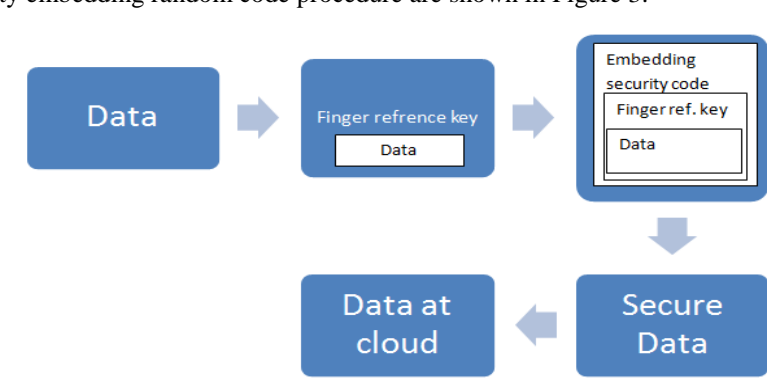 ty embedding random code procedure are shown in Figure 3.
Data
Finger refrence key
Data
Embedding
security code
Finger ref. key
Data
Data at
cloud
Secure
Data